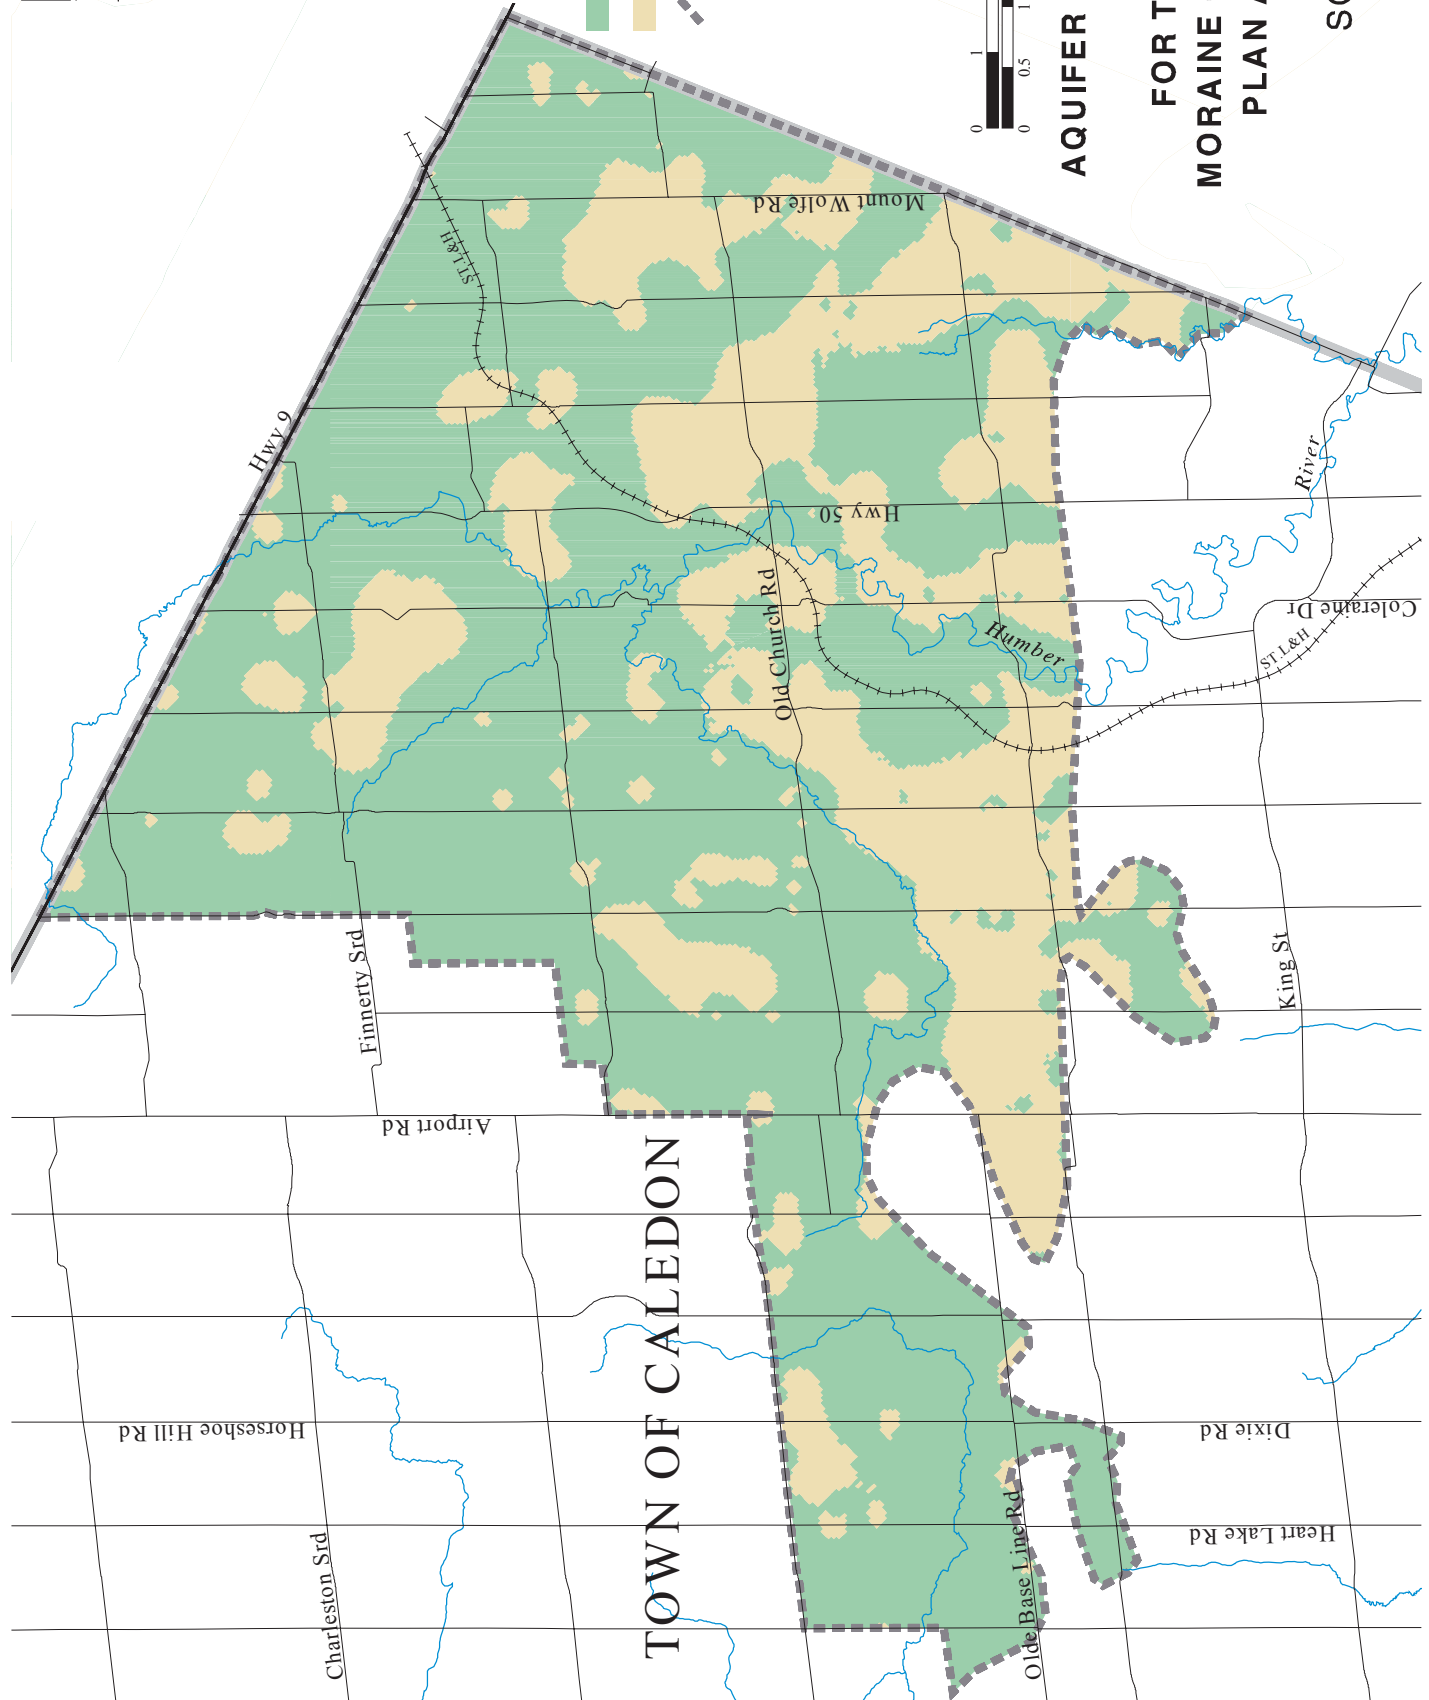 0
1
0
0.5
1
AQUIFER
FOR T
MORAINE
PLAN A
SC
Mount Wolfe Rd
ST.L&H
Hwy 9
Hwy 50
River
Old Church Rd
Humber
Coleraine Dr
ST.L&H
Finnerty Srd
King St
Airport Rd
TOWN OF CALEDON
Horseshoe Hill Rd
Dixie Rd
Charleston Srd
Olde Base Line Rd
Heart Lake Rd